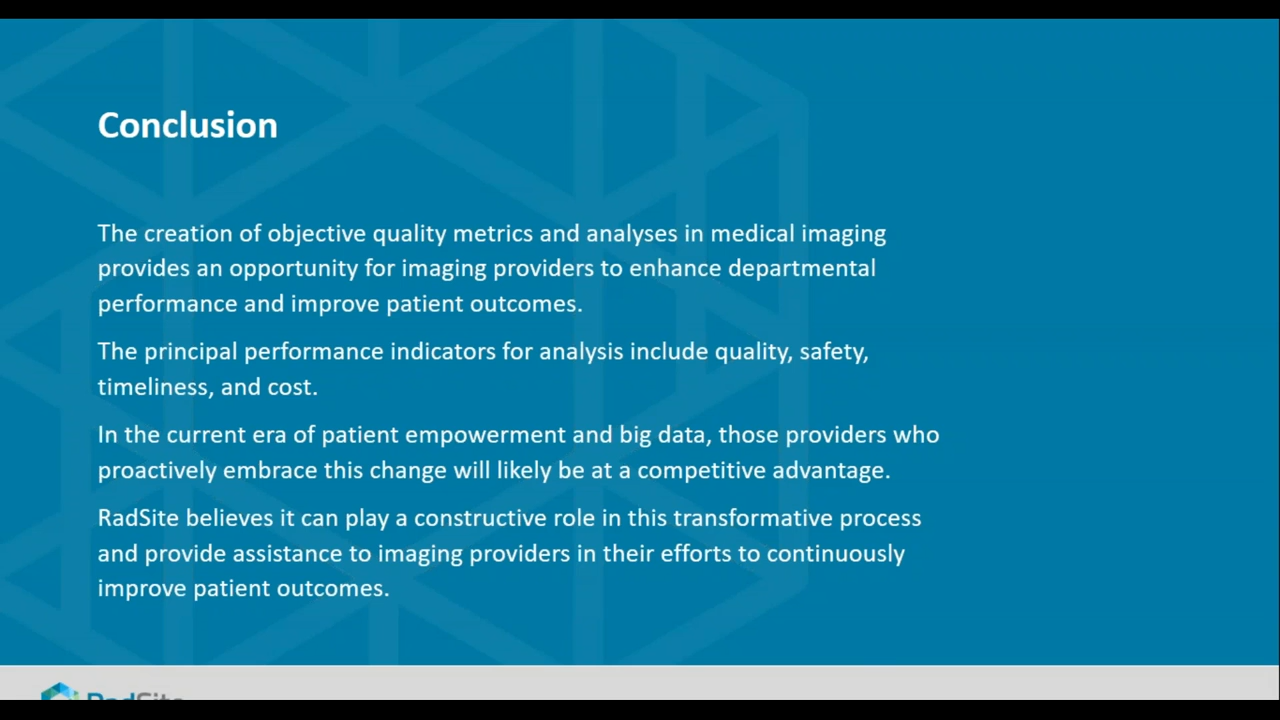 Conclusion
The creation of objective quality metrics and analyses in medical imaging
provides an opportunity for imaging providers to enhance departmental
performance and improve patient outcomes.
The principal performance indicators for analysis include quality, safety,
timeliness, and cost.
In the current era of patient empowerment and big data, those providers who
proactively embrace this change will likely be at a competitive advantage.
RadSite believes it can play a constructive role in this transformative process
and provide assistance to imaging providers in their efforts to continuously
improve patient outcomes.
RadSite